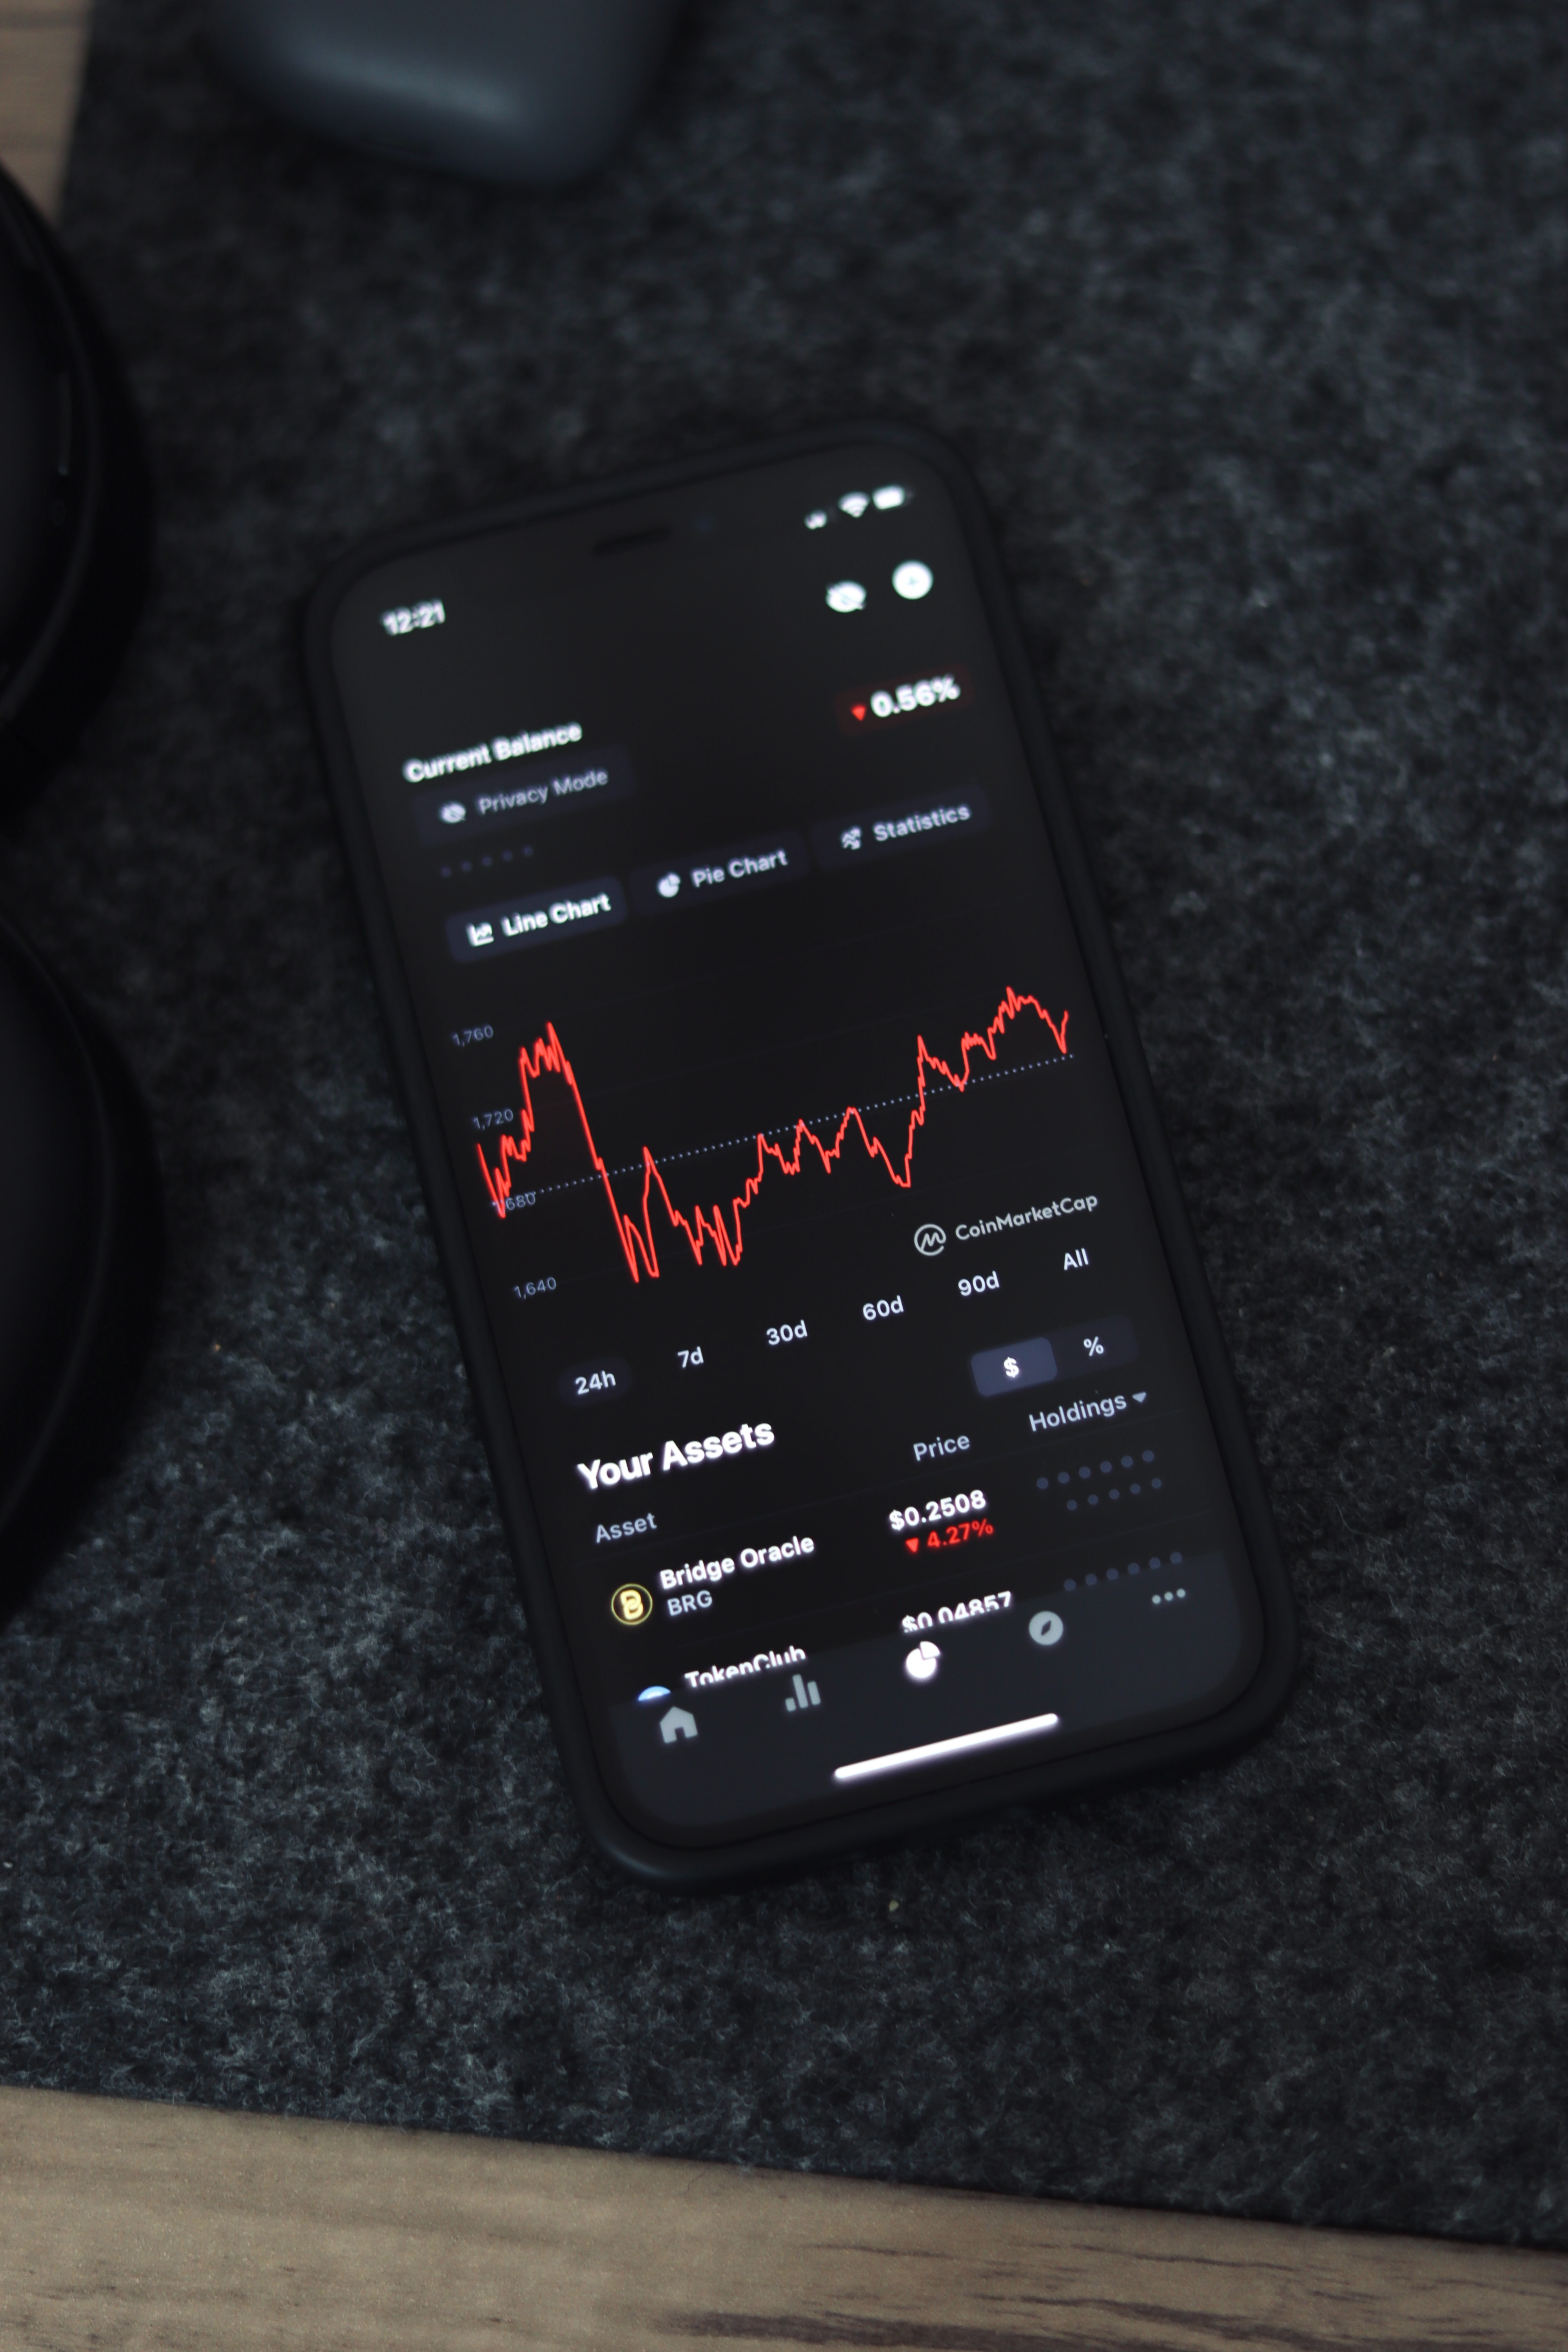 12:21
Current Balance
0.56%
Privacy Mode
Line Chart
Pie Chart
Statistics
1,760
1,720
1,680
1,640
CoinMarketCap
24h 7d 30d 60d 90d All
$ %
Your Assets
Asset Price Holdings
Bridge Oracle $0.2508
BRG 4.27%
TokenClub $0.04857